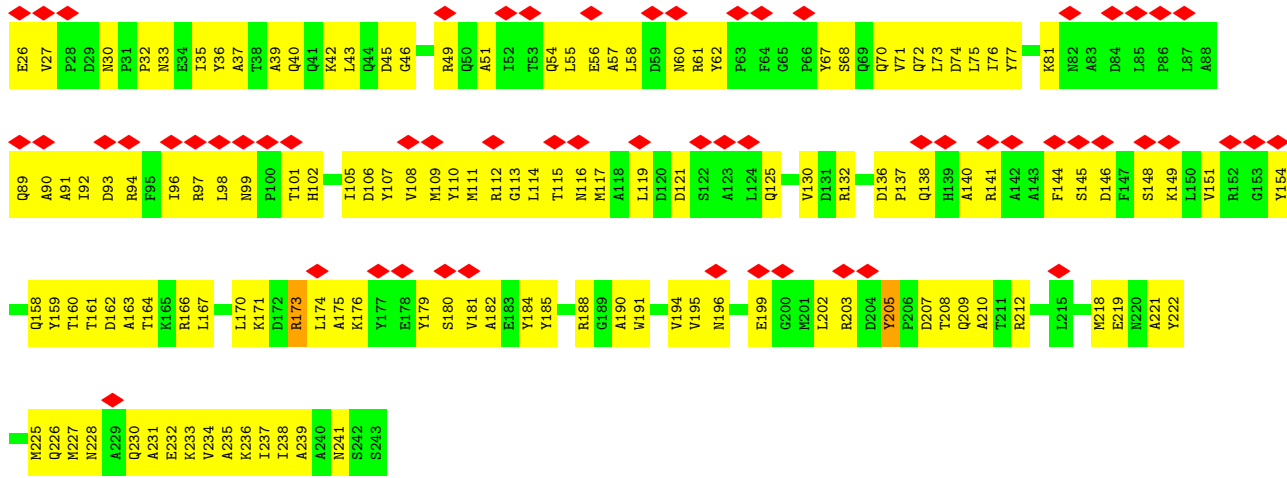 E26 V27 P28 D29 N30 P31 P32 N33 E34 I35 Y36 A37 T38 A39 Q40 Q41 K42 L43 Q44 D45 G46 R49 Q50 A51 I52 T53 Q54 L55 E56 A57 L58 D59 N60 R61 Y62 P63 F64 G65 P66 Y67 S68 Q69 Q70 V71 Q72 L73 D74 L75 I76 Y77 K81 N82 A83 D84 L85 P86 L87 A88
Q89 A90 A91 I92 D93 R94 F95 I96 R97 L98 N99 P100 T101 H102 I105 D106 Y107 V108 M109 Y110 M111 R112 G113 L114 T115 N116 M117 A118 L119 D120 D121 S122 A123 L124 Q125 V130 D131 R132 D136 P137 Q138 H139 A140 R141 A142 A143 F144 S145 D146 F147 S148 K149 L150 V151 R152 G153 Y154
Q158 Y159 T160 T161 D162 A163 T164 K165 R166 L167 L170 K171 D172 R173 L174 A175 K176 Y177 E178 Y179 S180 V181 A182 E183 Y184 Y185 R188 G189 A190 W191 V194 V195 N196 E199 G200 M201 L202 R203 D204 Y205 P206 D207 T208 Q209 A210 T211 R212 L215 M218 E219 N220 A221 Y222
M225 Q226 M227 N228 A229 Q230 A231 E232 K233 V234 A235 K236 I237 I238 A239 A240 N241 S242 S243